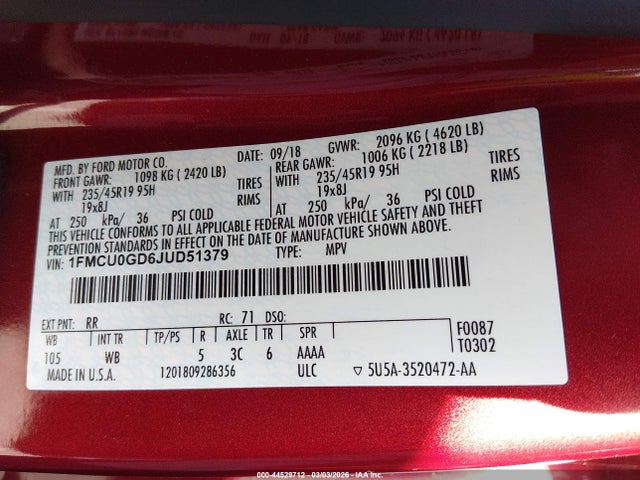 MFD. BY FORD MOTOR CO. 09/18 GVWR: 2096 KG ( 4620 LB)
FRONT GAWR: 1098 KG ( 2420 LB) REAR GAWR: 1006 KG ( 2218 LB)
WITH 235/45R19 95H TIRES WITH 235/45R19 95H TIRES
19x8J RIMS 19x8J RIMS
AT 250 kPa/ 36 PSI COLD AT 250 kPa/ 36 PSI COLD
THIS VEHICLE CONFORMS TO ALL APPLICABLE FEDERAL MOTOR VEHICLE SAFETY AND THEFT
PREVENTION STANDARDS IN EFFECT ON THE DATE OF MANUFACTURE SHOWN ABOVE.
1FMCU0GD6JUD51379 TYPE: MPV
EXT PNT: RR RC: 71 DSO: F0087
WB INT TR TP/PS R AXLE TR SPR T0302
105 WB 5 3C 6 AAAA
MADE IN U.S.A. 1201809286356 ULC ▽ 5U5A-3520472-AA
000-44529712 | 03/03/2026 - IAA, Inc.